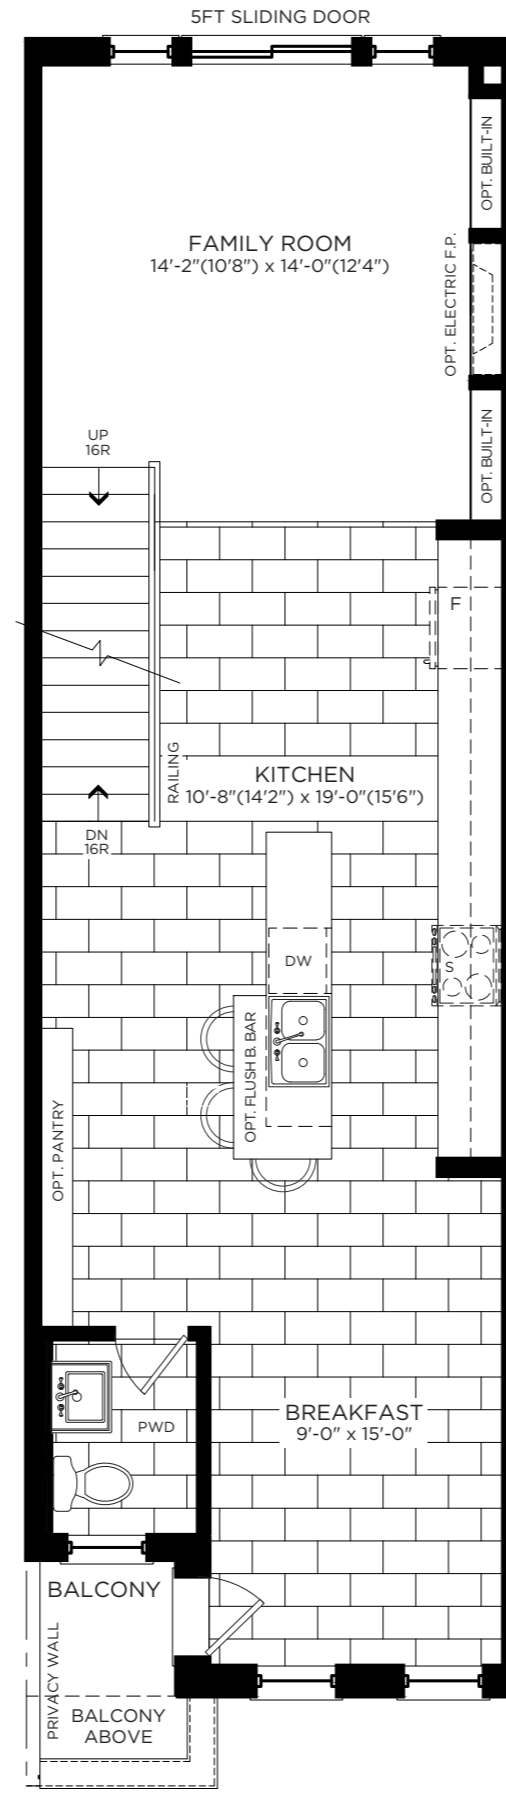 5FT SLIDING DOOR
OPT. BUILT-IN
FAMILY ROOM
14'-2"(10'8") x 14'-0"(12'4")
OPT. ELECTRIC F.P.
OPT. BUILT-IN
UP
16R
F
RAILING
KITCHEN
10'-8"(14'2") x 19'-0"(15'6")
DN
16R
DW
S
OPT. FLUSH B. BAR
OPT. PANTRY
BREAKFAST
9'-0" x 15'-0"
PWD
BALCONY
PRIVACY WALL
BALCONY
ABOVE